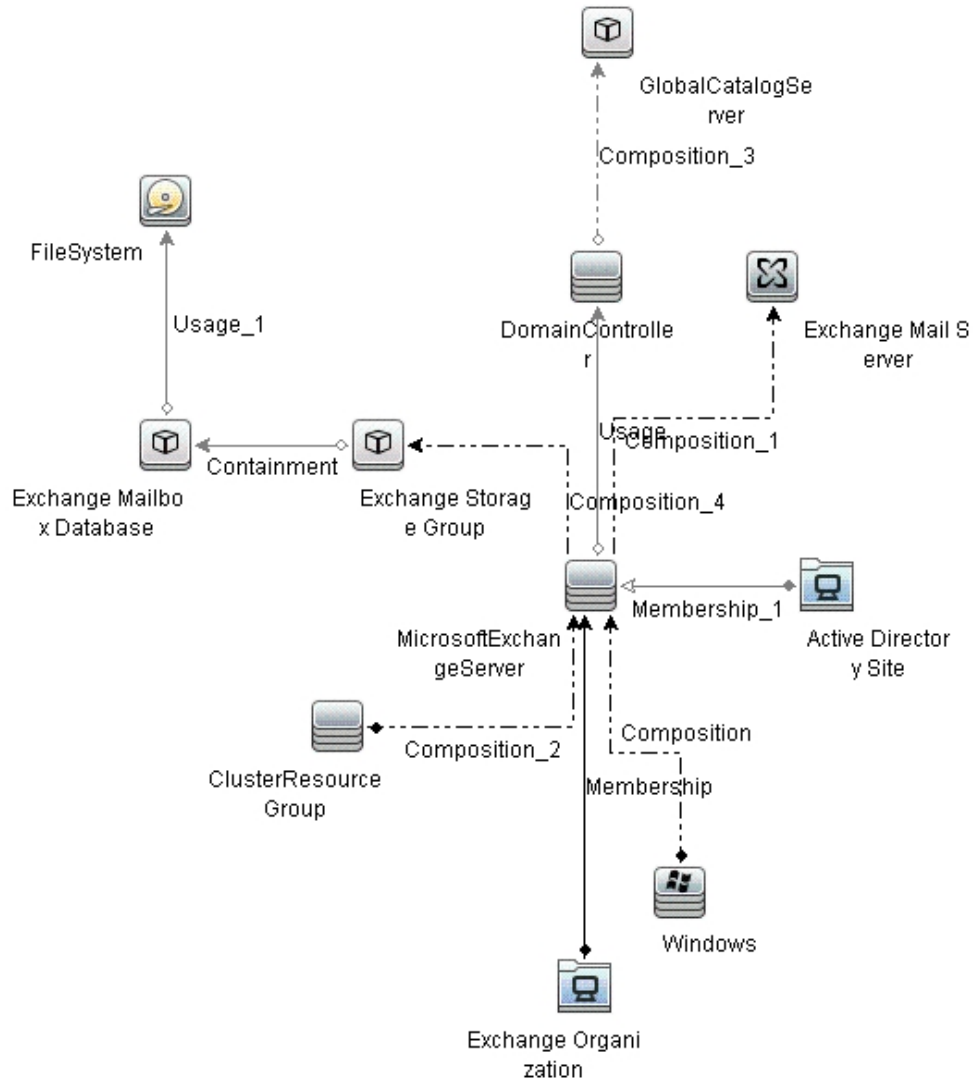 GlobalCatalogSe
rver
Composition_3
FileSystem
Usage_1
DomainControlle
r
Exchange Mail S
erver
Usage
Composition_1
Containment
Exchange Mailbo
x Database
Exchange Storag
e Group
Composition_4
Membership_1
MicrosoftExchan
geServer
Active Director
y Site
Composition_2
Composition
ClusterResource
Group
Membership
Windows
Exchange Organi
zation